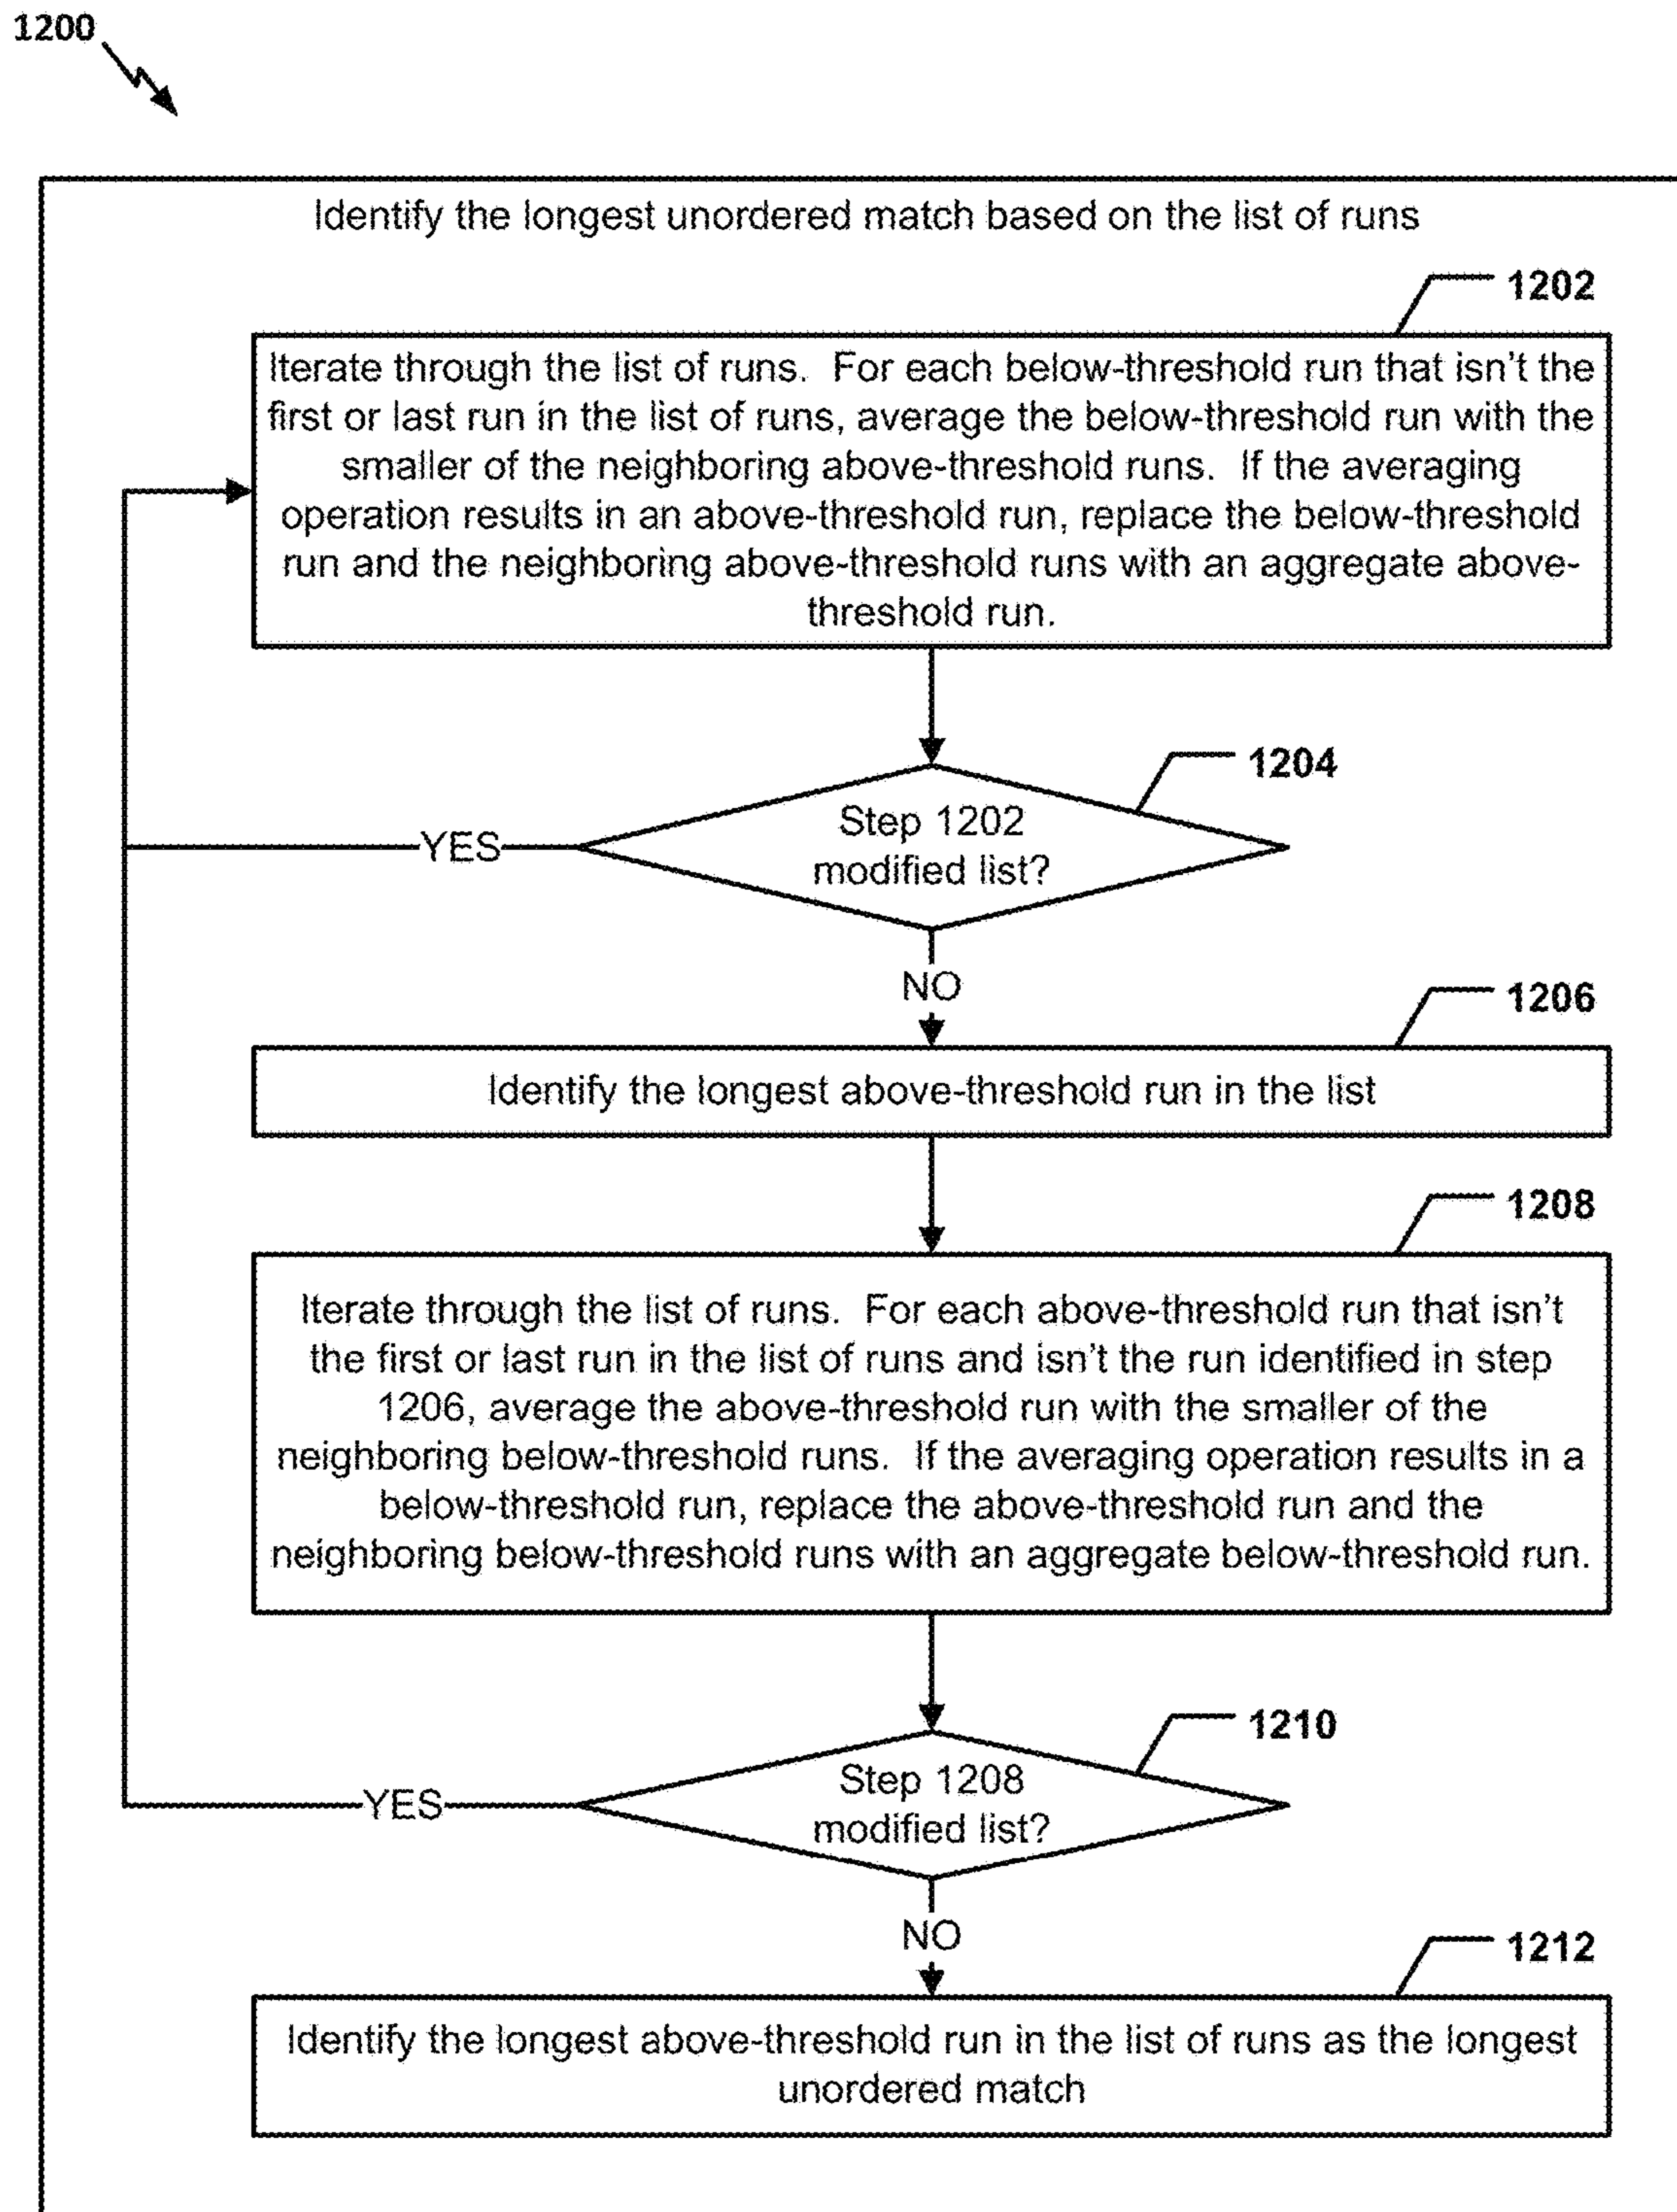 1200
Identify the longest unordered match based on the list of runs
1202
Iterate through the list of runs.  For each below-threshold run that isn't the
first or last run in the list of runs, average the below-threshold run with the
smaller of the neighboring above-threshold runs.  If the averaging
operation results in an above-threshold run, replace the below-threshold
run and the neighboring above-threshold runs with an aggregate above-
threshold run.
1204
Step 1202
modified list?
YES
NO
1206
Identify the longest above-threshold run in the list
1208
Iterate through the list of runs.  For each above-threshold run that isn't
the first or last run in the list of runs and isn't the run identified in step
1206, average the above-threshold run with the smaller of the
neighboring below-threshold runs.  If the averaging operation results in a
below-threshold run, replace the above-threshold run and the
neighboring below-threshold runs with an aggregate below-threshold run.
1210
Step 1208
modified list?
YES
NO
1212
Identify the longest above-threshold run in the list of runs as the longest
unordered match